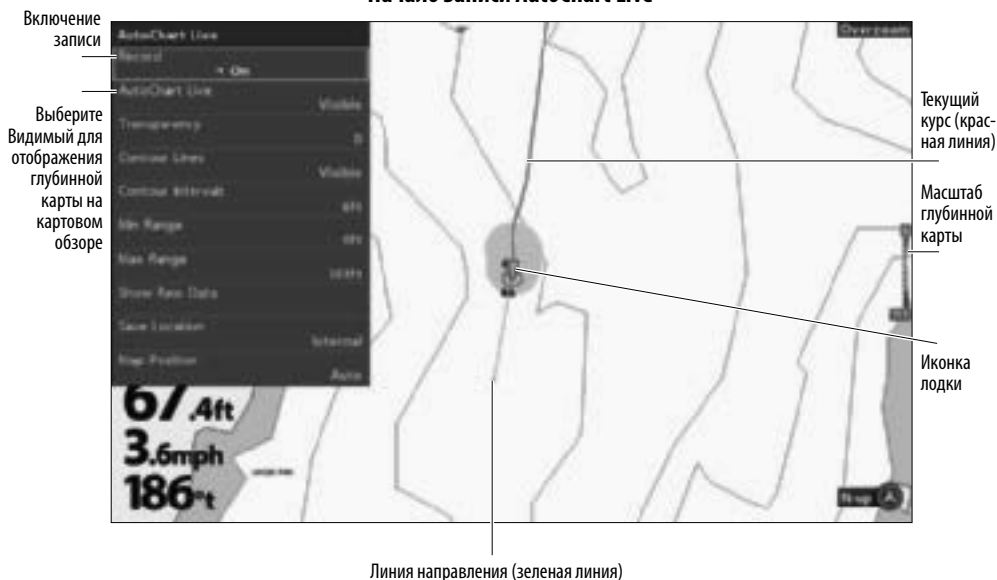 Начало записи AutoChart Live
Включение
записи
Выберите
Видимый для
отображения
глубинной
карты на
картовом
обзоре
AutoChart Live
Record
On
AutoChart Live
Visible
Transparency
0
Contour Lines
Visible
Contour Interval
Min Range
Max Range
Show Raw Data
Save Location
Internal
Map Position
Auto
67.4ft
3.6mph
186°t
Overzoom
N-up
Текущий
курс (крас-
ная линия)
Масштаб
глубинной
карты
Иконка
лодки
Линия направления (зеленая линия)